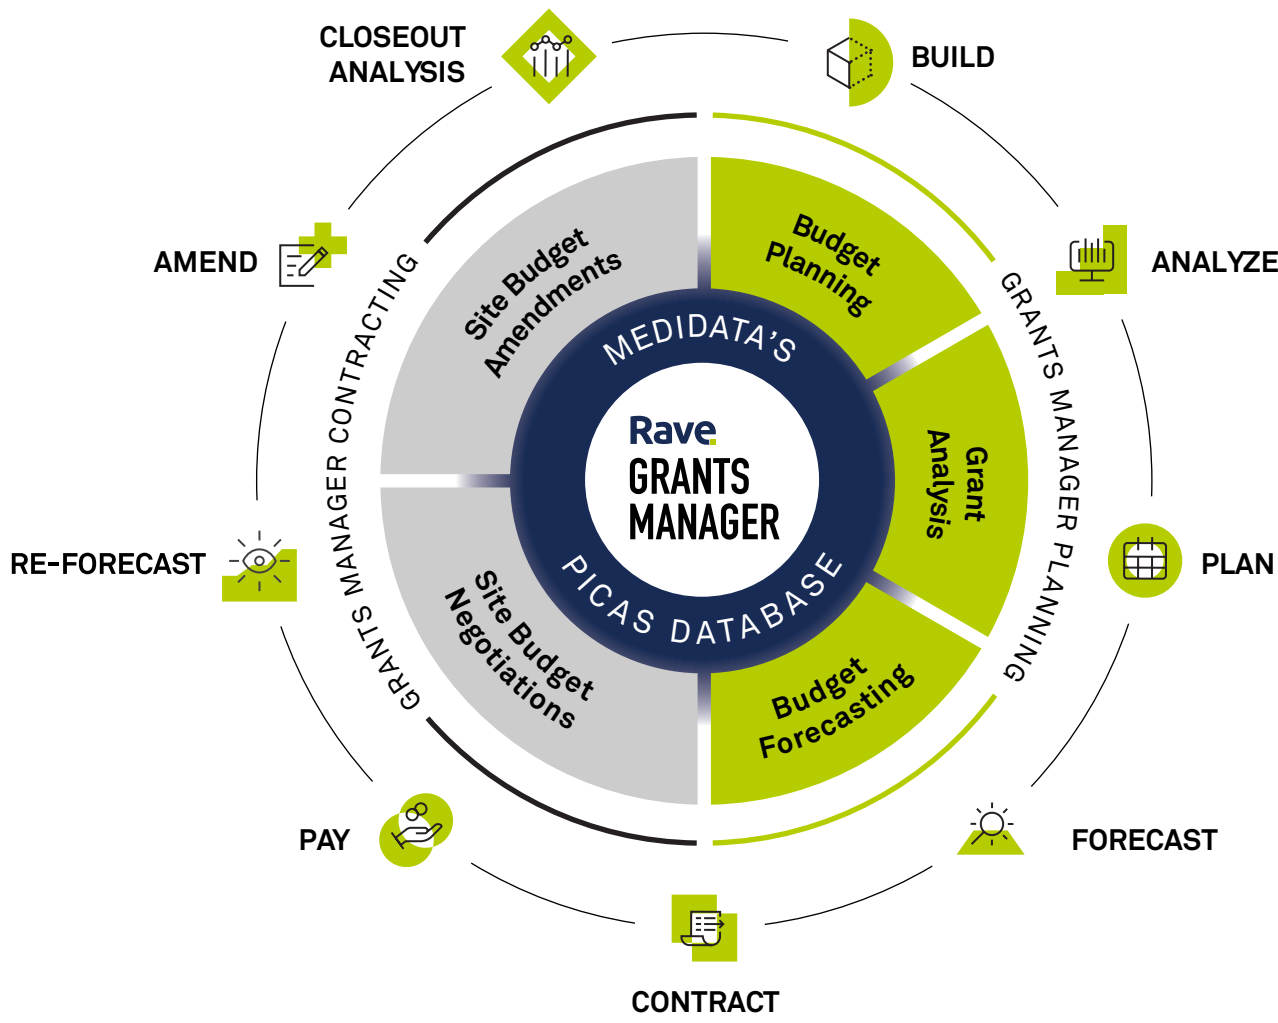 CLOSEOUT
ANALYSIS
BUILD
AMEND
ANALYZE
RE-FORECAST
PLAN
PAY
FORECAST
CONTRACT
GRANTS MANAGER CONTRACTING
GRANTS MANAGER PLANNING
Site Budget
Amendments
Budget
Planning
Grant
Analysis
Site Budget
Negotiations
Budget
Forecasting
MEDIDATA'S
PICAS DATABASE
Rave
GRANTS
MANAGER